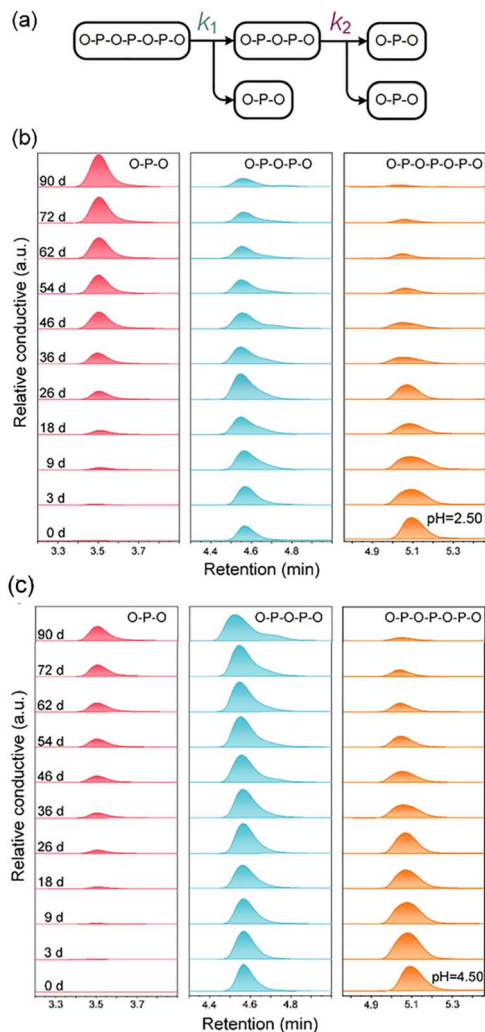 (a)
O-P-O-P-O-P-O k1 O-P-O-P-O k2 O-P-O
O-P-O O-P-O
(b)
O-P-O O-P-O-P-O O-P-O-P-O-P-O
90 d
72 d
62 d
54 d
46 d
36 d
26 d
18 d
9 d
3 d
0 d
pH=2.50
Relative conductive (a.u.)
3.3 3.5 3.7 4.4 4.6 4.8 4.9 5.1 5.3
Retention (min)
(c)
O-P-O O-P-O-P-O O-P-O-P-O-P-O
90 d
72 d
62 d
54 d
46 d
36 d
26 d
18 d
9 d
3 d
0 d
pH=4.50
Relative conductive (a.u.)
3.3 3.5 3.7 4.4 4.6 4.8 4.9 5.1 5.3
Retention (min)